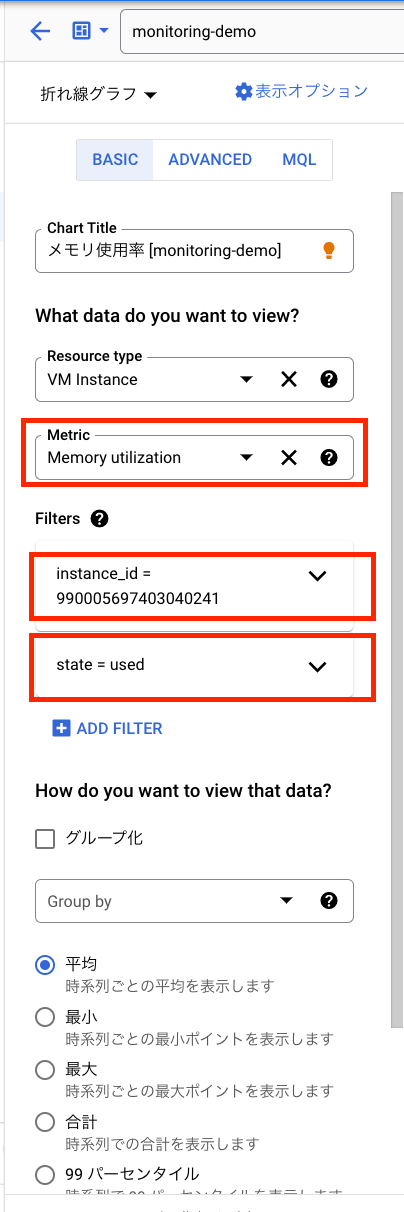 monitoring-demo
折れ線グラフ
表示オプション
BASIC ADVANCED MQL
Chart Title
メモリ使用率 [monitoring-demo]
What data do you want to view?
Resource type
VM Instance
Metric
Memory utilization
Filters
instance_id =
990005697403040241
state = used
ADD FILTER
How do you want to view that data?
グループ化
Group by
平均
時系列ごとの平均を表示します
最小
時系列ごとの最小ポイントを表示します
最大
時系列ごとの最大ポイントを表示します
合計
時系列での合計を表示します
99 パーセンタイル